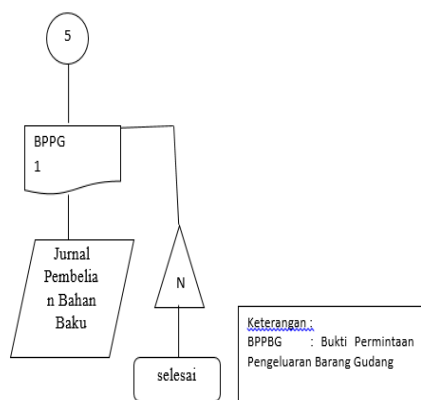 5
BPPG
1
Jurnal
Pembelia
n Bahan
Baku
N
selesai
Keterangan :
BPPBG : Bukti Permintaan
Pengeluaran Barang Gudang